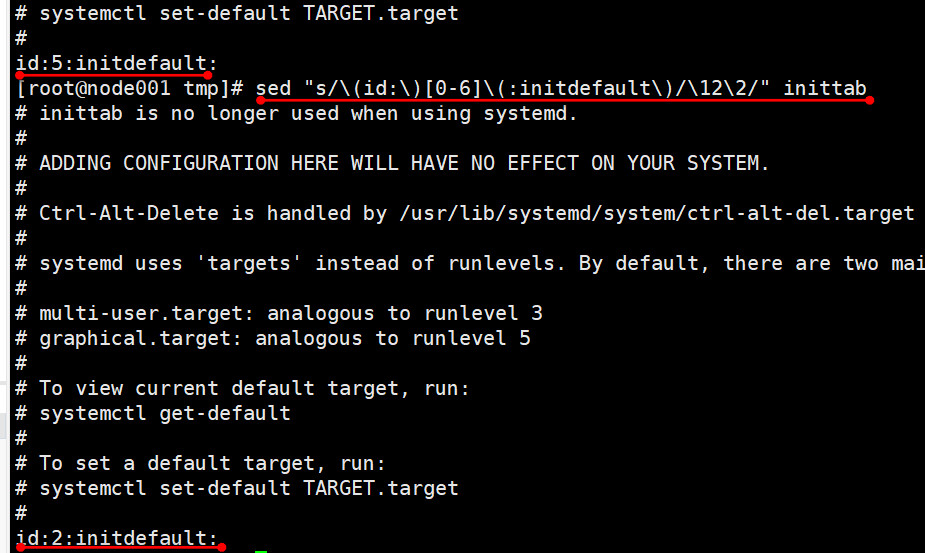 # systemctl set-default TARGET.target
#
id:5:initdefault:
[root@node001 tmp]# sed "s/\(id:\)[0-6]\(:initdefault\)/\12\2/" inittab
# inittab is no longer used when using systemd.
#
# ADDING CONFIGURATION HERE WILL HAVE NO EFFECT ON YOUR SYSTEM.
#
# Ctrl-Alt-Delete is handled by /usr/lib/systemd/system/ctrl-alt-del.target
#
# systemd uses 'targets' instead of runlevels. By default, there are two mai
#
# multi-user.target: analogous to runlevel 3
# graphical.target: analogous to runlevel 5
#
# To view current default target, run:
# systemctl get-default
#
# To set a default target, run:
# systemctl set-default TARGET.target
#
id:2:initdefault: